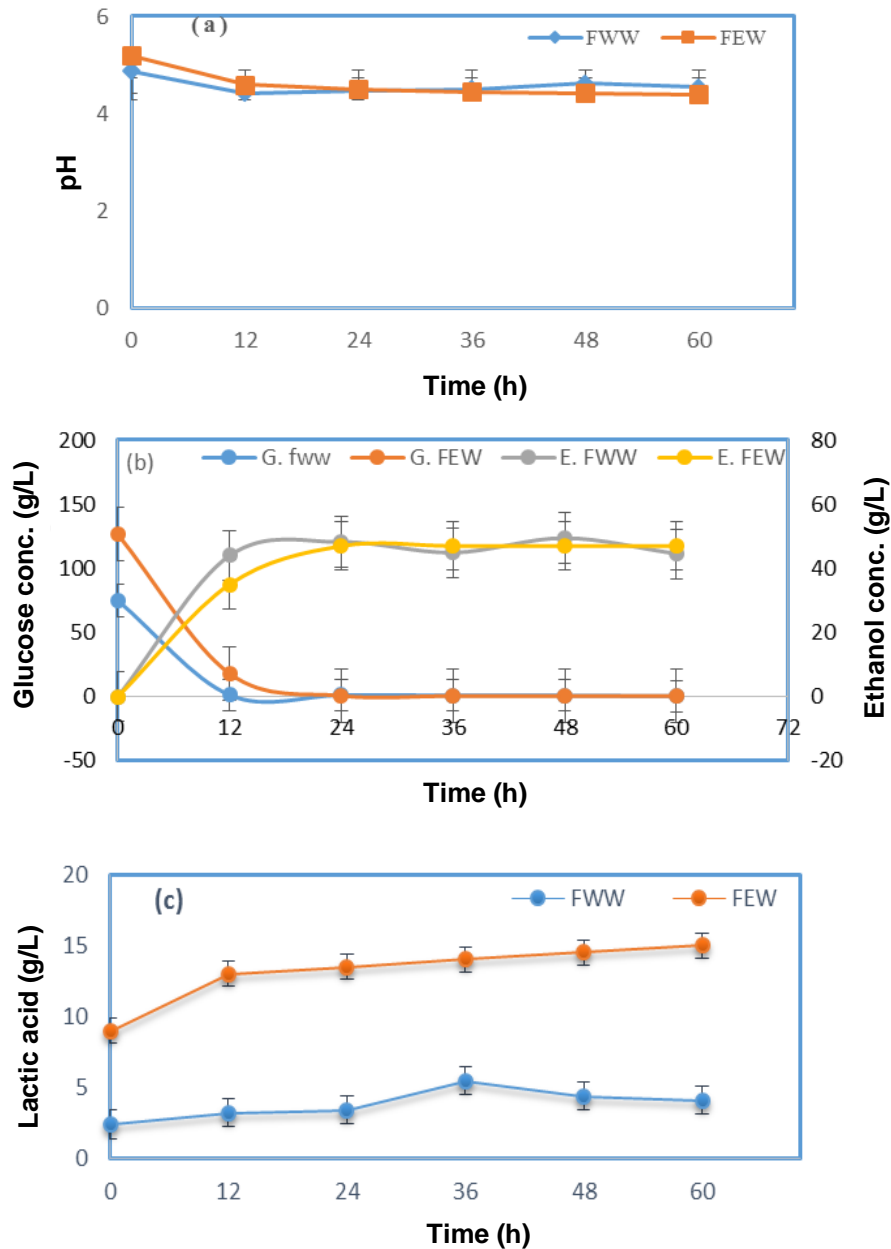 ( a )
FWW FEW
6
4
2
0
pH
0 12 24 36 48 60
Time (h)
(b)
G. fww G. FEW E. FWW E. FEW
200
150
100
50
0
-50
Glucose conc. (g/L)
80
60
40
20
0
-20
Ethanol conc. (g/L)
0 12 24 36 48 60 72
Time (h)
(c)
FWW FEW
20
15
10
5
0
Lactic acid (g/L)
0 12 24 36 48 60
Time (h)